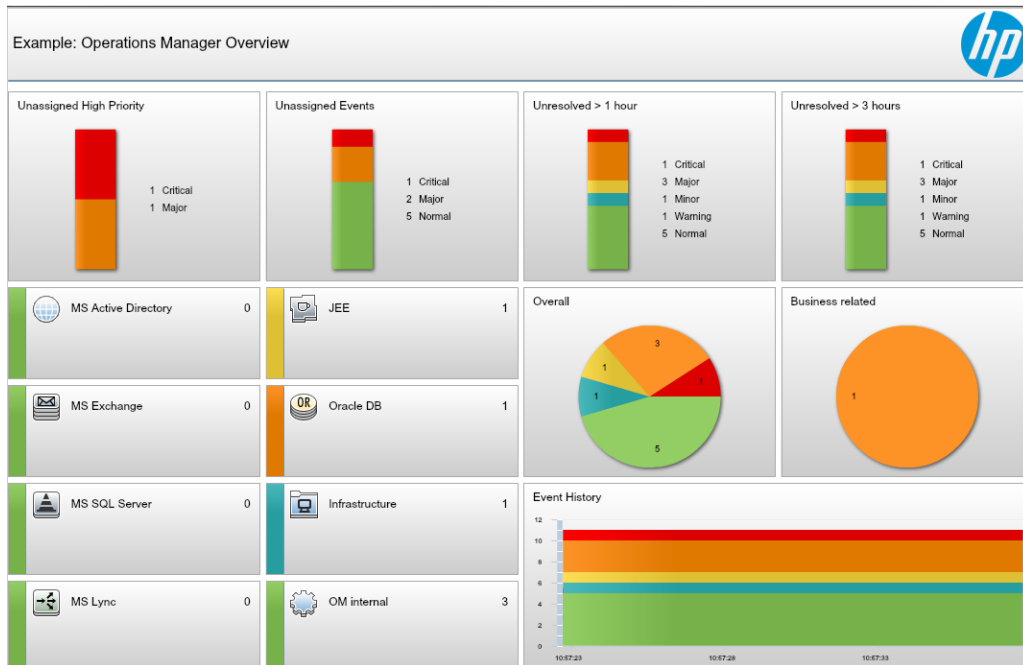 Example: Operations Manager Overview
hp
Unassigned High Priority
1 Critical
1 Major
Unassigned Events
1 Critical
2 Major
5 Normal
Unresolved > 1 hour
1 Critical
3 Major
1 Minor
1 Warning
5 Normal
Unresolved > 3 hours
1 Critical
3 Major
1 Minor
1 Warning
5 Normal
MS Active Directory 0
JEE 1
MS Exchange 0
OR Oracle DB 1
MS SQL Server 0
Infrastructure 1
MS Lync 0
OM internal 3
Overall
3
1
1
1
5
Business related
1
Event History
12
10
8
6
4
2
0
10:57:23 10:57:28 10:57:33